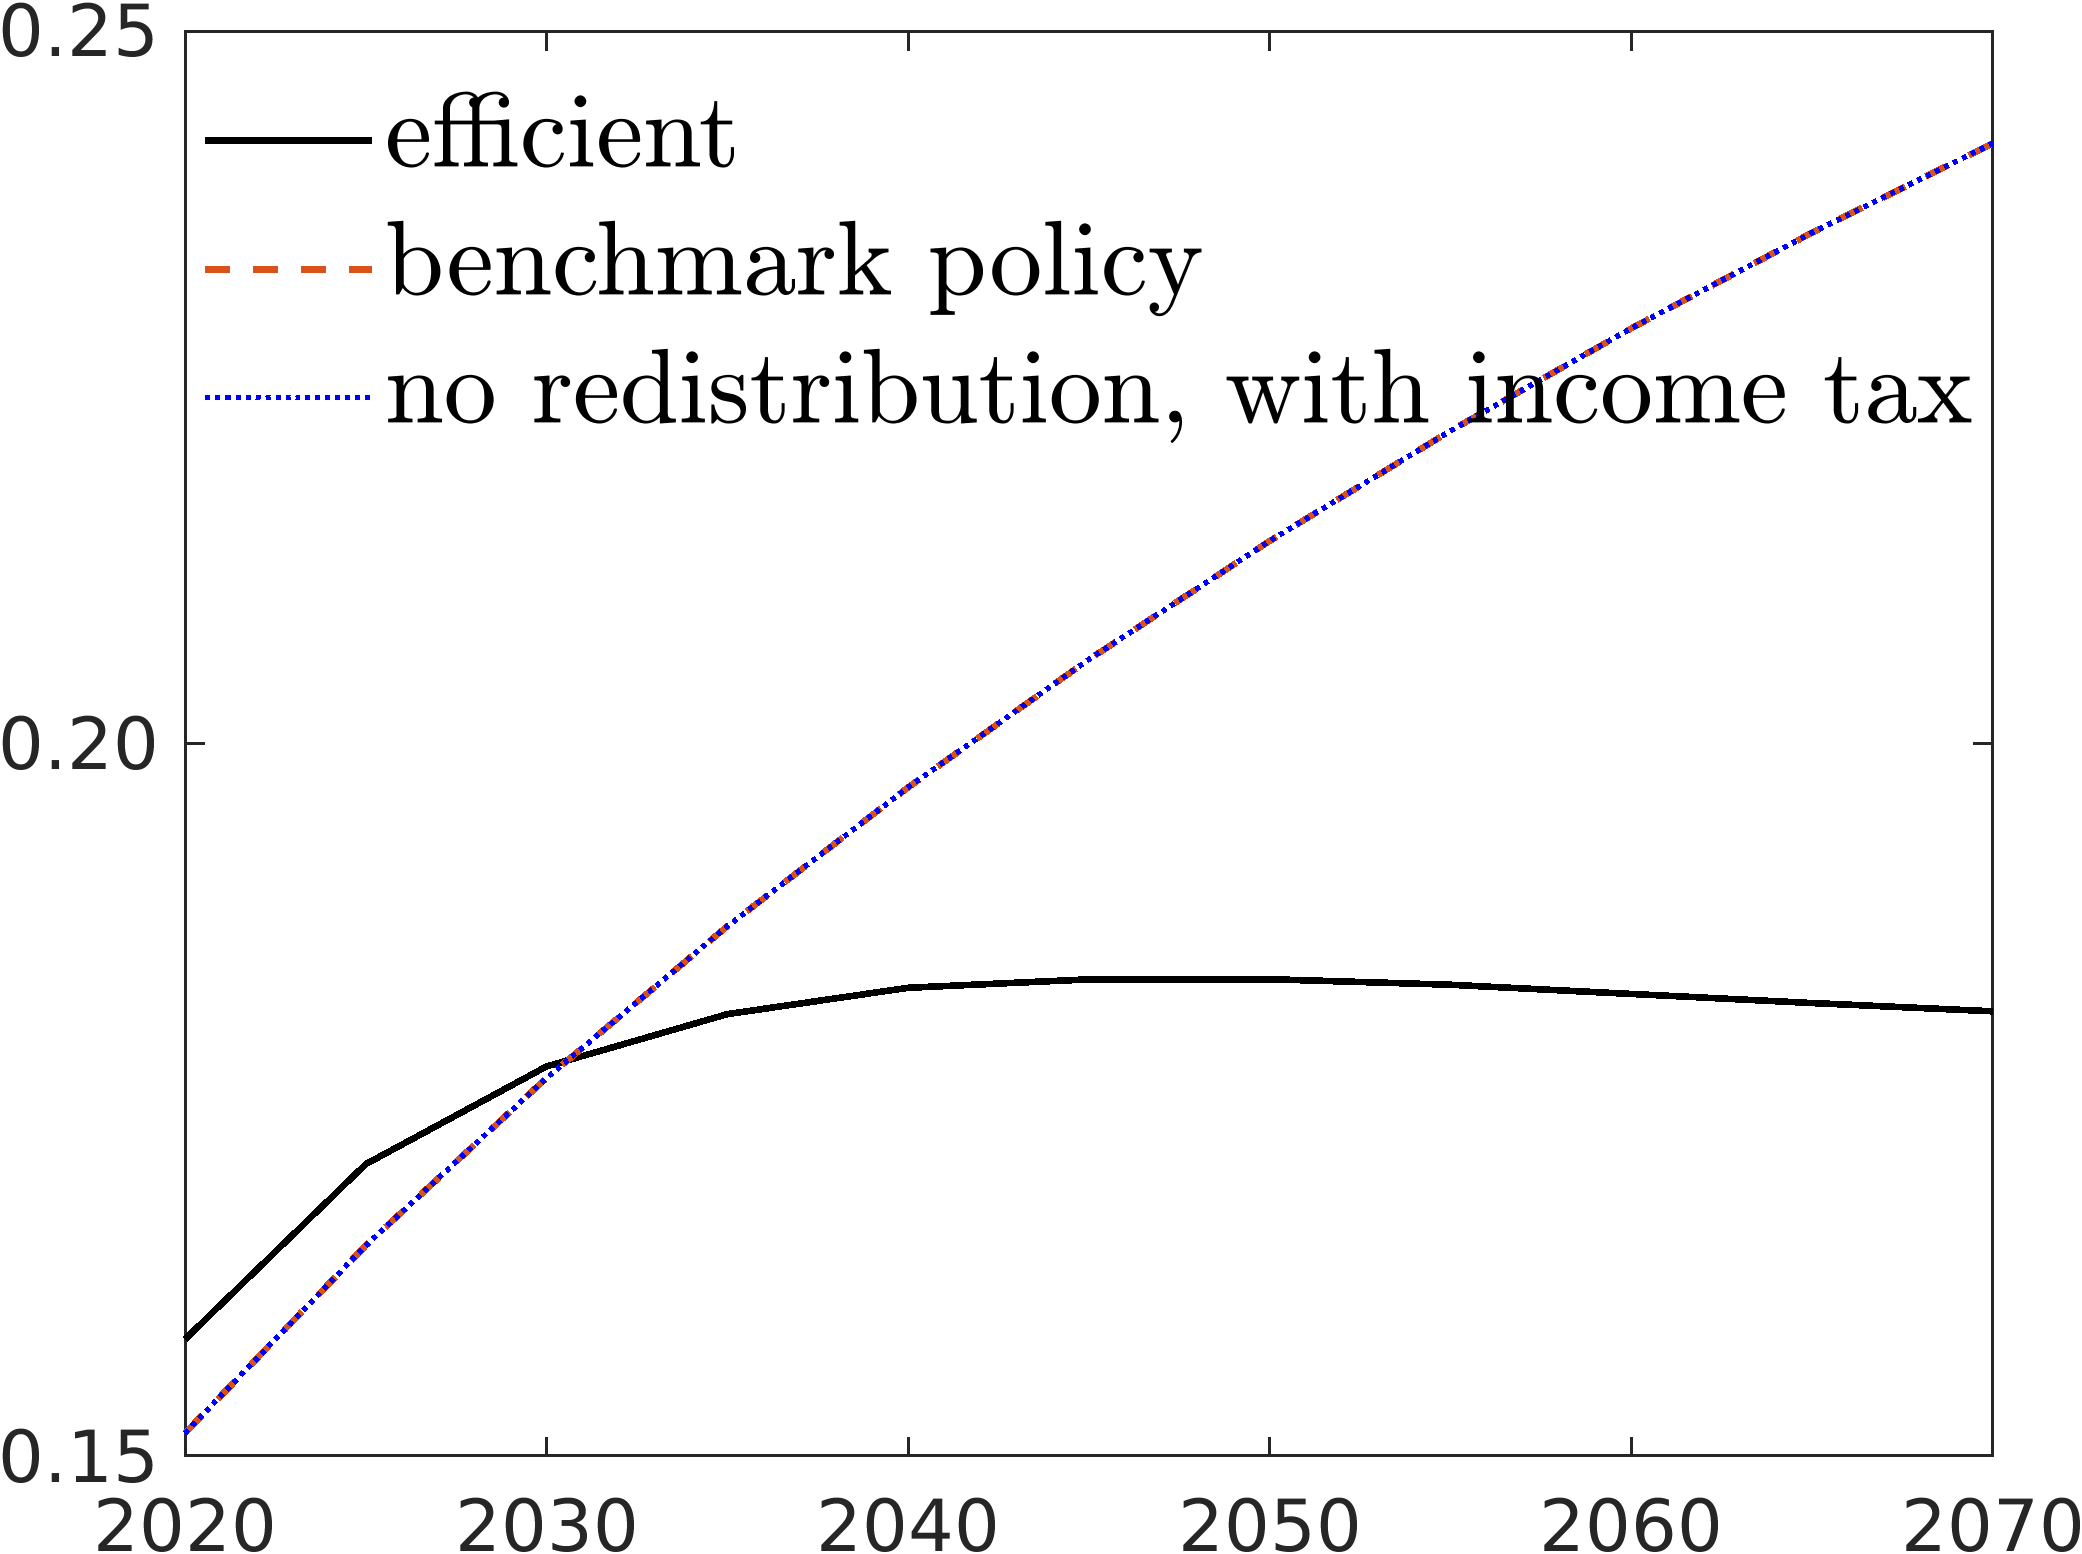 0.25
efficient
benchmark policy
no redistribution, with income tax
0.20
0.15
2020 2030 2040 2050 2060 2070